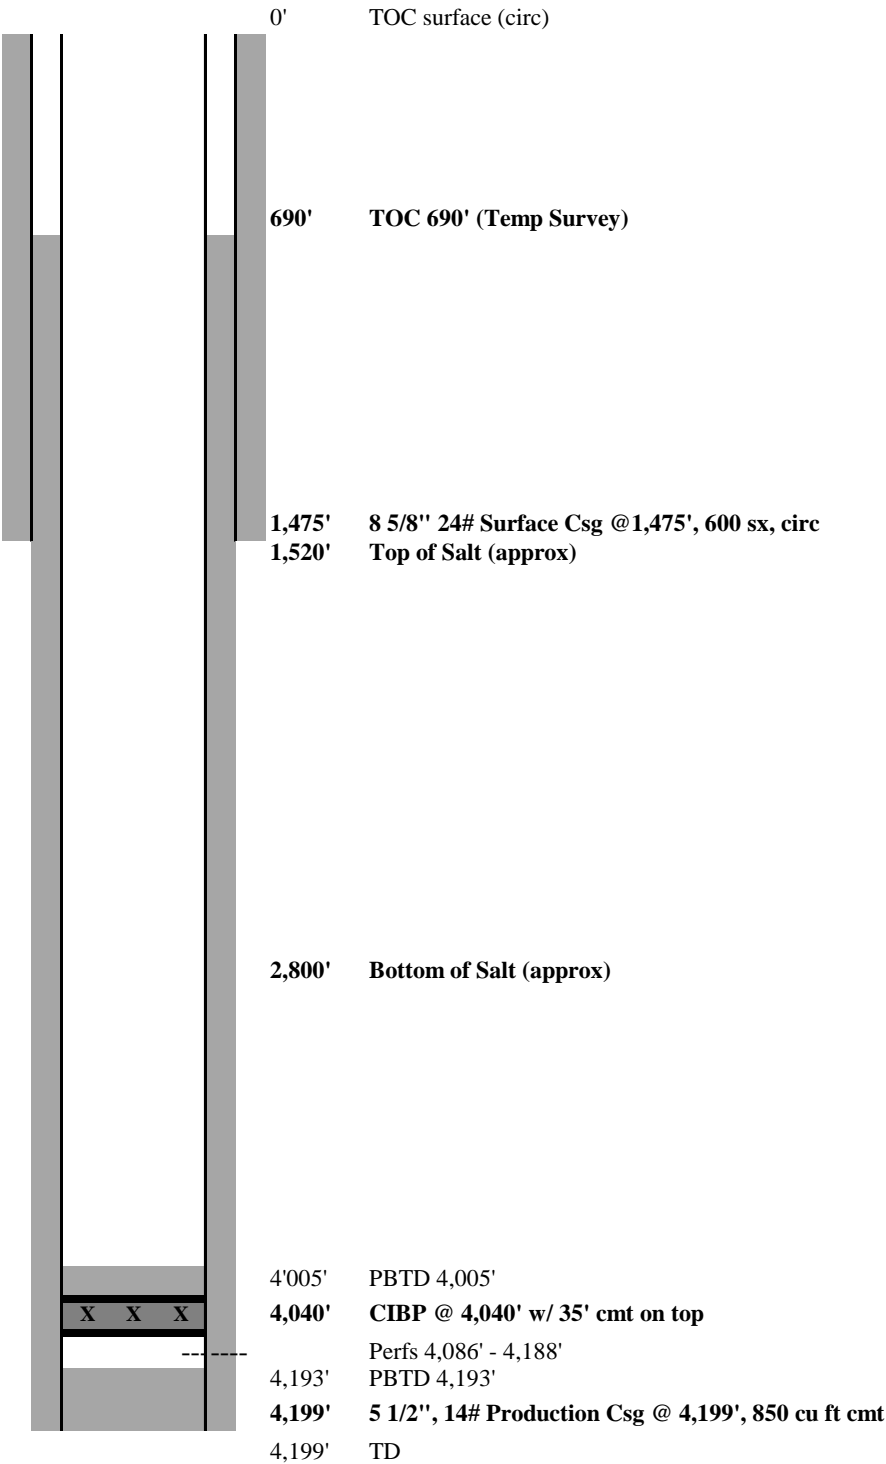 0' TOC surface (circ)
690' TOC 690' (Temp Survey)
1,475' 8 5/8" 24# Surface Csg @1,475', 600 sx, circ
1,520' Top of Salt (approx)
2,800' Bottom of Salt (approx)
4'005' PBTD 4,005'
X X X 4,040' CIBP @ 4,040' w/ 35' cmt on top
Perfs 4,086' - 4,188'
4,193' PBTD 4,193'
4,199' 5 1/2", 14# Production Csg @ 4,199', 850 cu ft cmt
4,199' TD